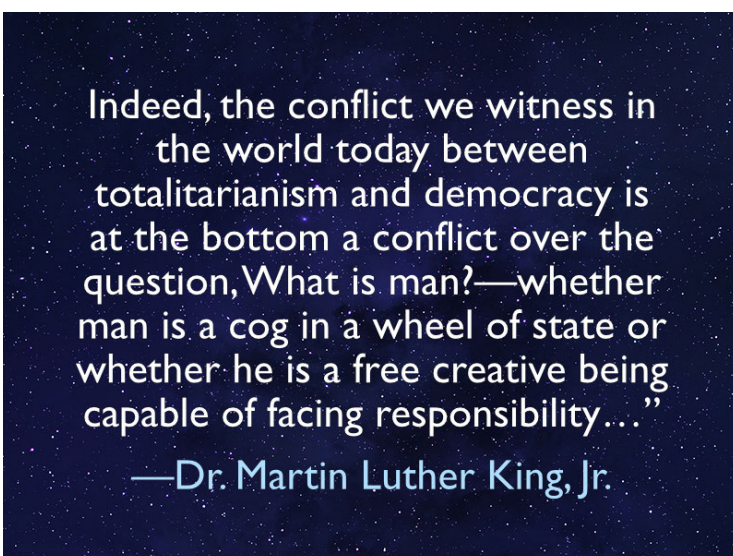 Indeed, the conflict we witness in
the world today between
totalitarianism and democracy is
at the bottom a conflict over the
question, What is man?—whether
man is a cog in a wheel of state or
whether he is a free creative being
capable of facing responsibility…”
—Dr. Martin Luther King, Jr.